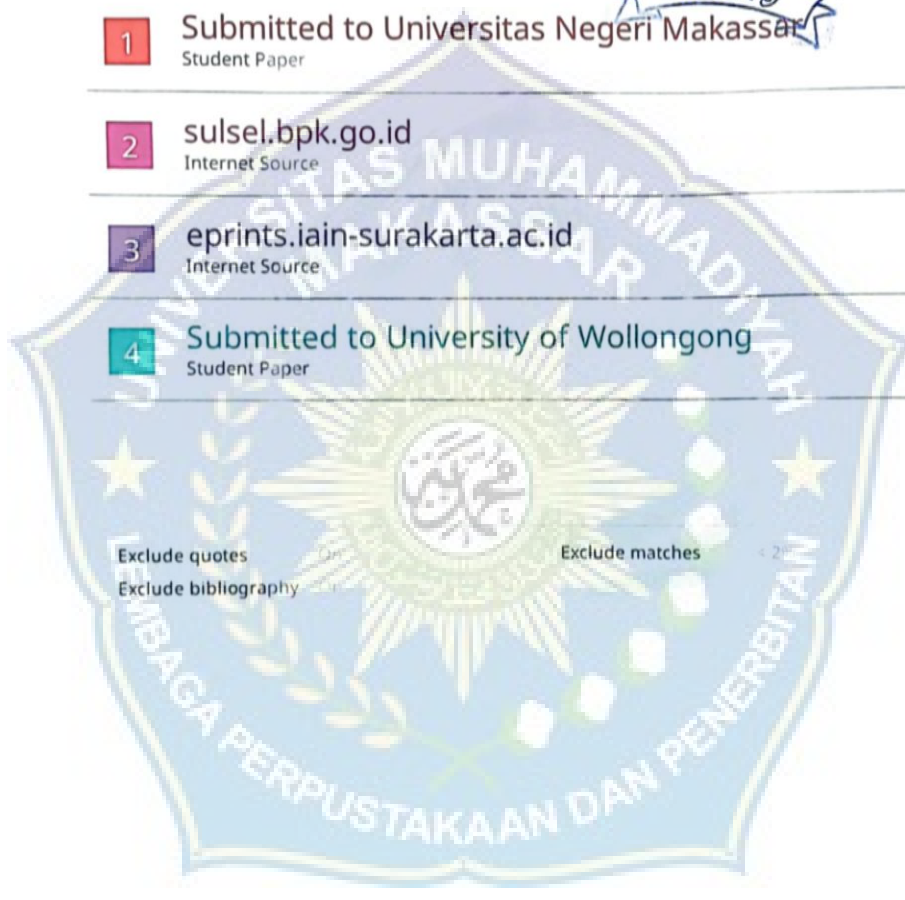 1 Submitted to Universitas Negeri Makassar
Student Paper
2 sulsel.bpk.go.id
Internet Source
3 eprints.iain-surakarta.ac.id
Internet Source
4 Submitted to University of Wollongong
Student Paper
UNIVERSITAS MUHAMMADIYAH
MAKASSAR
Exclude quotes
Exclude matches
Exclude bibliography
LEMBAGA PERPUSTAKAAN DAN PENERBITAN